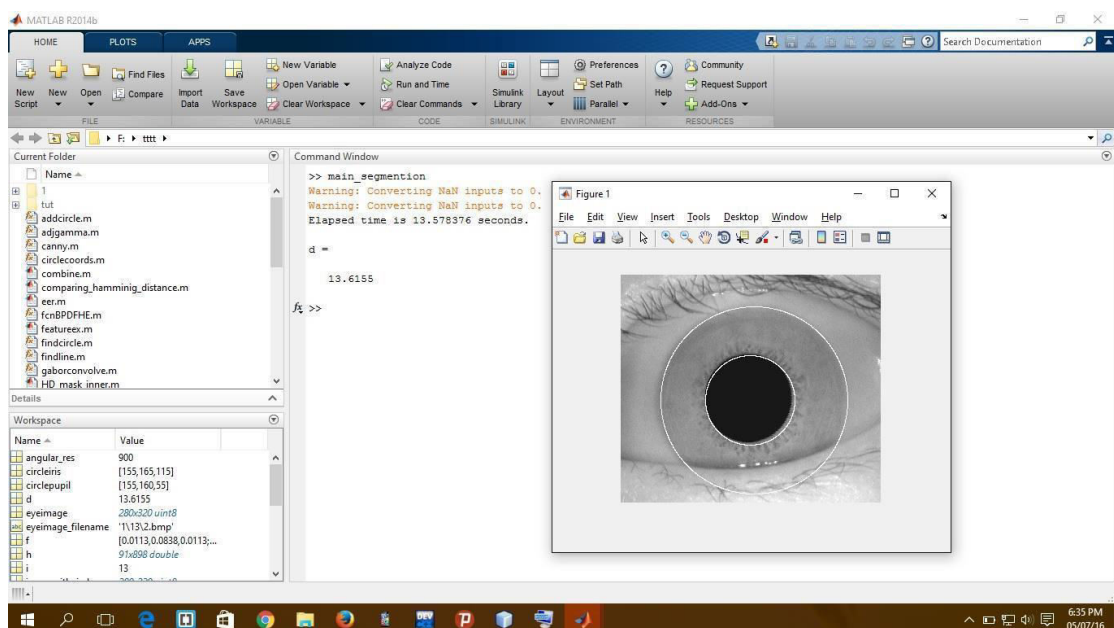 MATLAB R2014b
HOME PLOTS APPS
Search Documentation
New Script
New
Open
Find Files
Compare
Import Data
Save Workspace
New Variable
Open Variable
Clear Workspace
Analyze Code
Run and Time
Clear Commands
Simulink Library
Layout
Preferences
Set Path
Parallel
Help
Community
Request Support
Add-Ons
FILE VARIABLE CODE SIMULINK ENVIRONMENT RESOURCES
F: tttt
Current Folder
Name
1
tut
addcircle.m
adjgamma.m
canny.m
circlecoords.m
combine.m
comparing_hamminig_distance.m
eer.m
fcnBPDFHE.m
featureex.m
findcircle.m
findline.m
gaborconvolve.m
HD_mask_inner.m
Details
Workspace
Name Value
angular_res 900
circleiris [155,165,115]
circlepupil [155,160,55]
d 13.6155
eyeimage 280x320 uint8
eyeimage_filename '1\13\2.bmp'
f [0.0113,0.0838,0.0113;...
h 91x898 double
i 13
Command Window
>> main_segmention
Warning: Converting NaN inputs to 0.
Warning: Converting NaN inputs to 0.
Elapsed time is 13.578376 seconds.
d =
13.6155
fx >>
Figure 1
File Edit View Insert Tools Desktop Window Help
DEV
6:35 PM
05/07/16